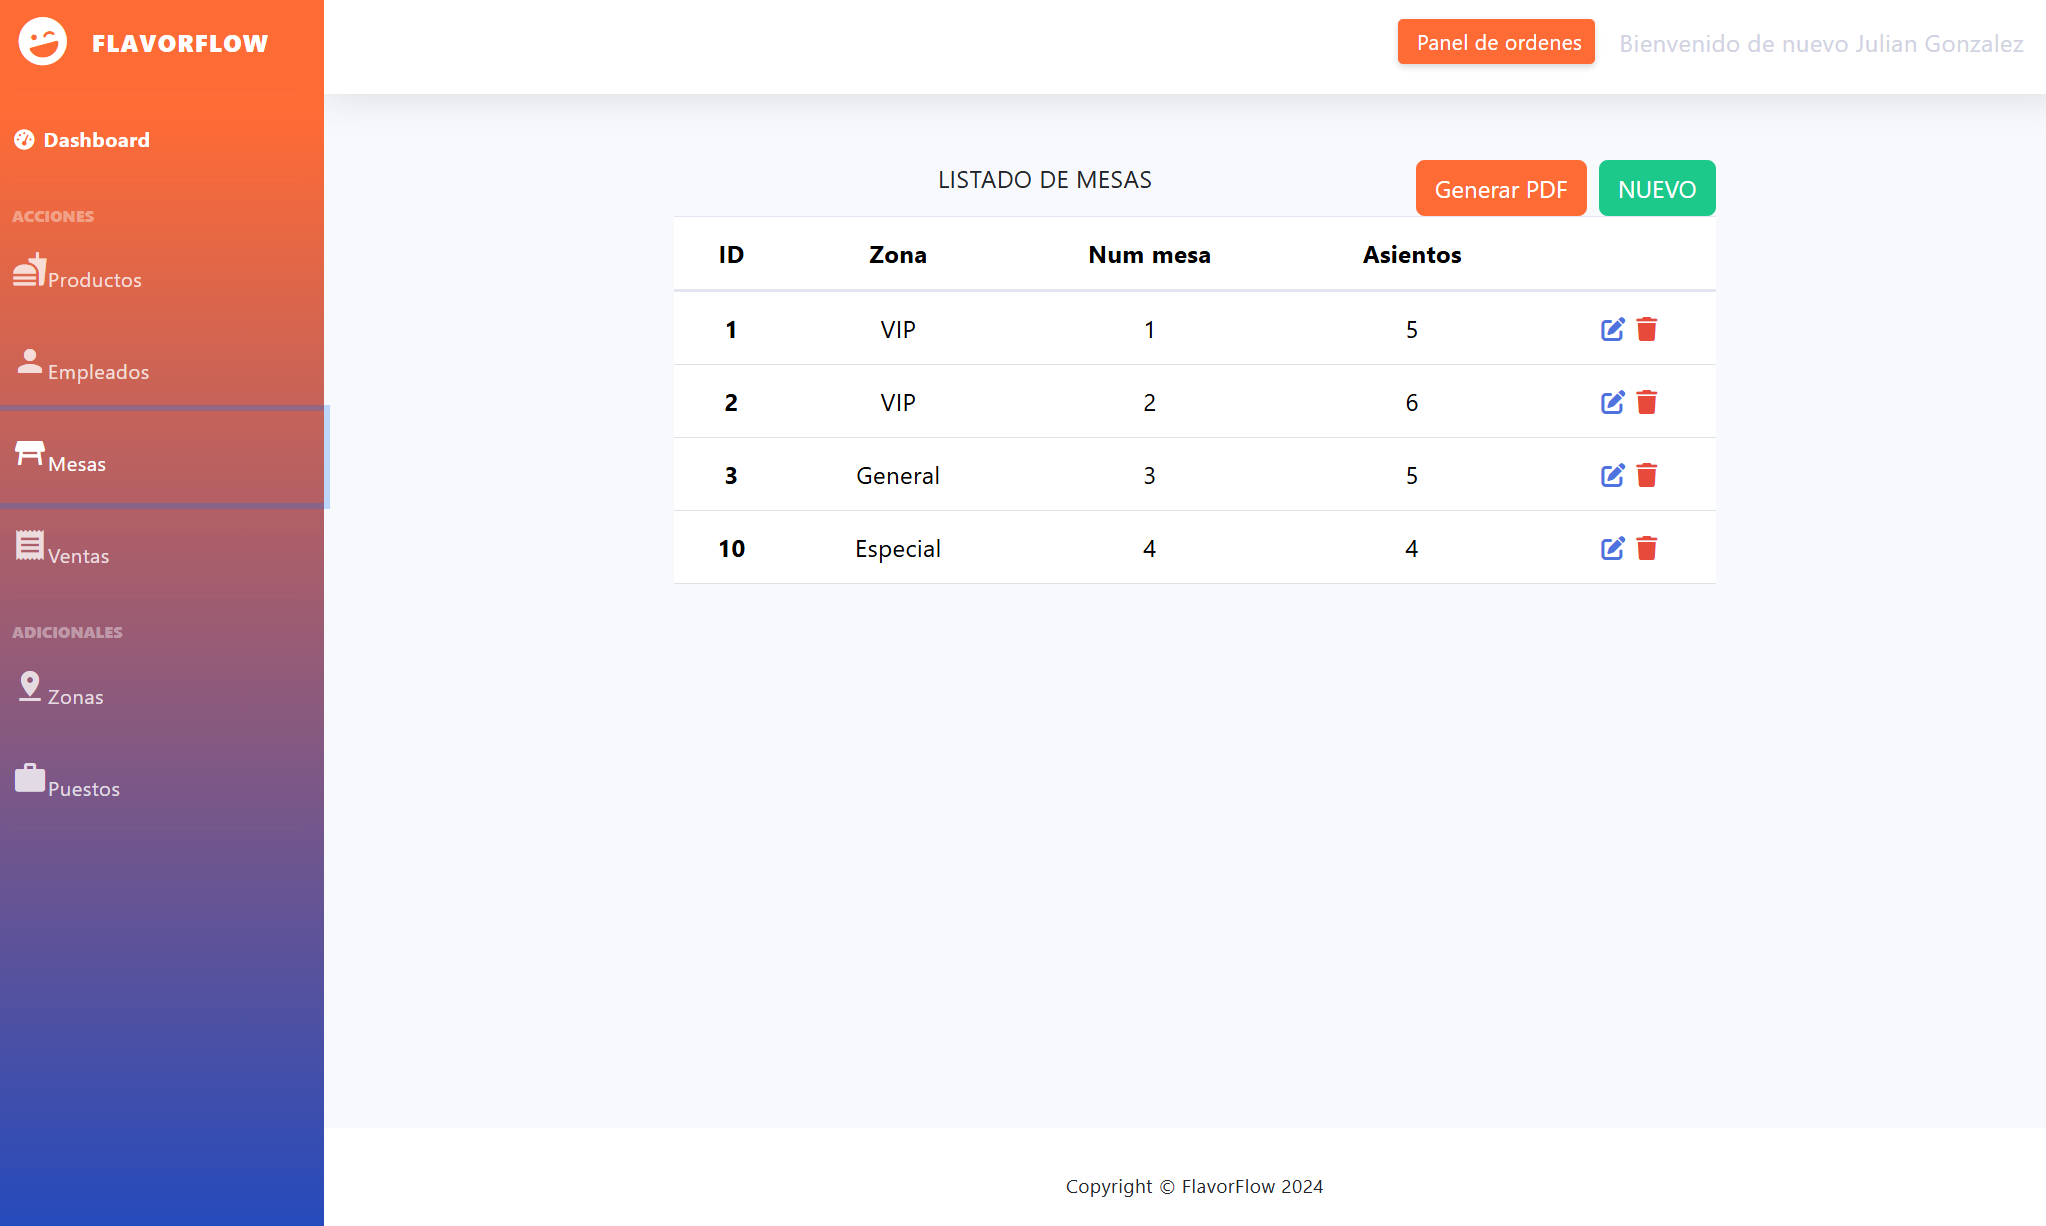 FLAVORFLOW
Panel de ordenes
Bienvenido de nuevo Julian Gonzalez
Dashboard
ACCIONES
Productos
Empleados
Mesas
Ventas
ADICIONALES
Zonas
Puestos
LISTADO DE MESAS
Generar PDF
NUEVO
ID Zona Num mesa Asientos
1 VIP 1 5
2 VIP 2 6
3 General 3 5
10 Especial 4 4
Copyright © FlavorFlow 2024